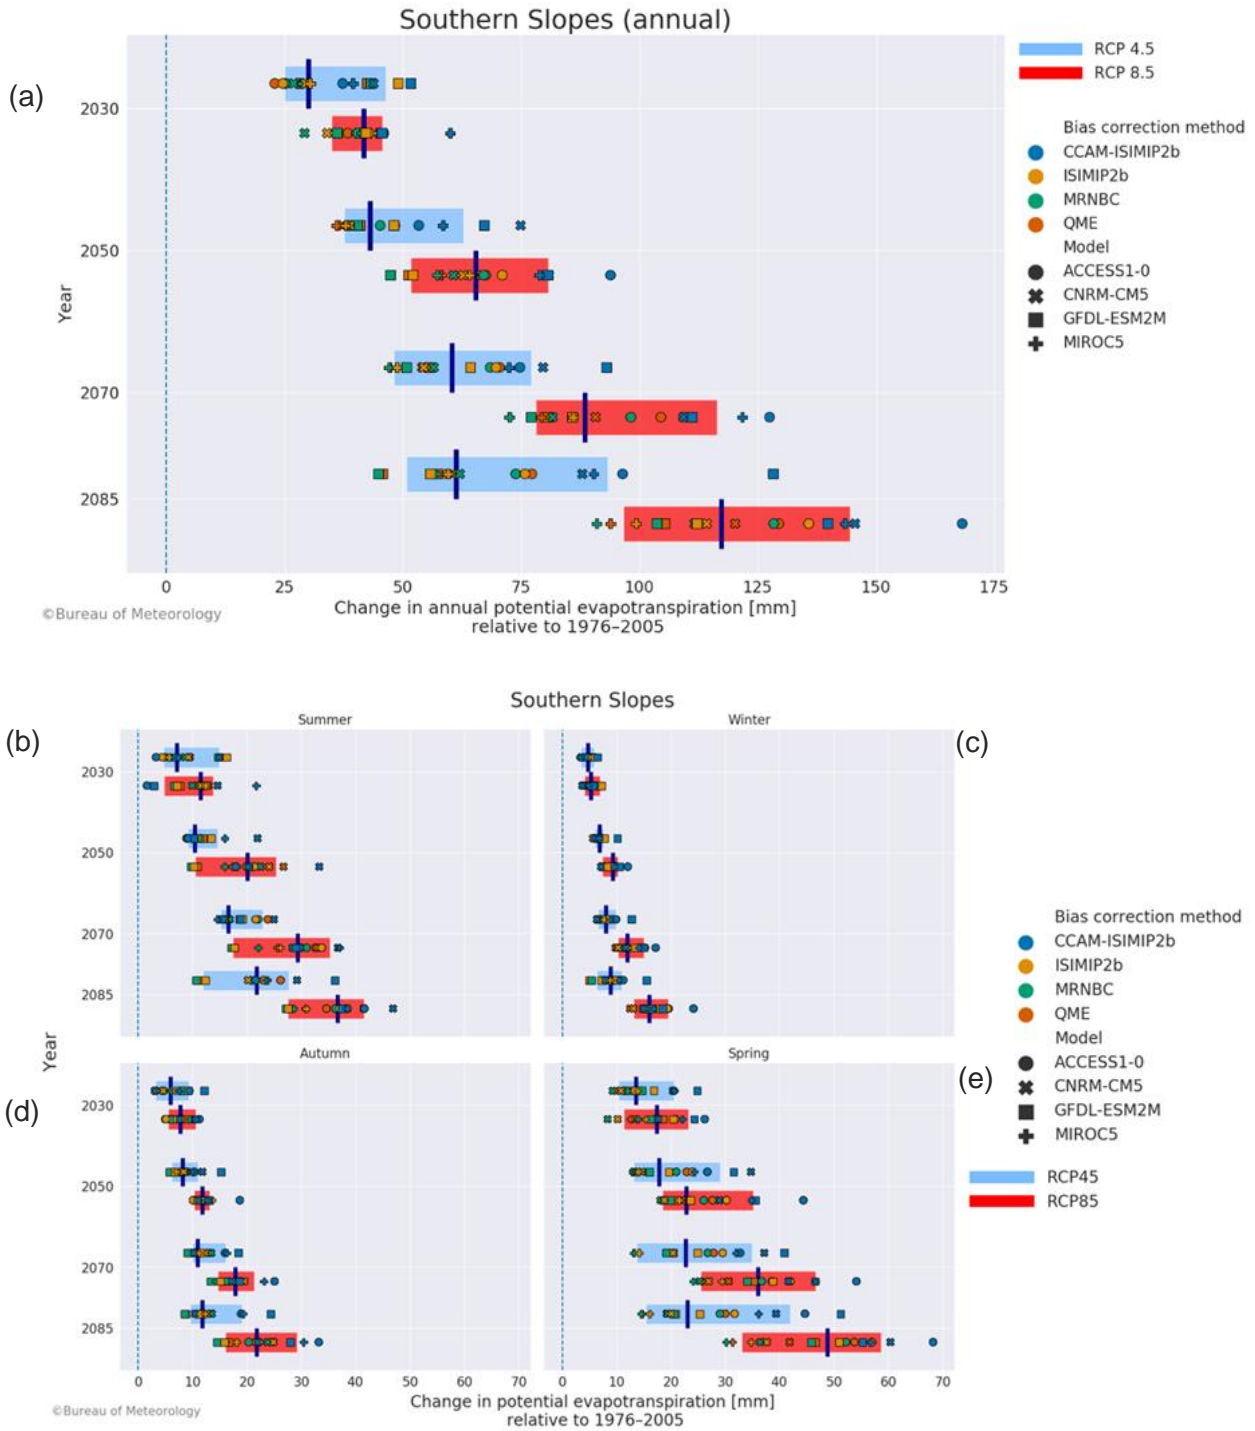 Southern Slopes (annual)
(a)
RCP 4.5
RCP 8.5
Bias correction method
CCAM-ISIMIP2b
ISIMIP2b
MRNBC
QME
Model
ACCESS1-0
CNRM-CM5
GFDL-ESM2M
MIROC5
Year
2030
2050
2070
2085
0 25 50 75 100 125 150 175
Change in annual potential evapotranspiration [mm]
relative to 1976–2005
©Bureau of Meteorology
Southern Slopes
(b)
Summer
Winter
(c)
2030
2050
2070
2085
Year
Autumn
Spring
(d)
(e)
2030
2050
2070
2085
0 10 20 30 40 50 60 70
0 10 20 30 40 50 60 70
Change in potential evapotranspiration [mm]
relative to 1976–2005
©Bureau of Meteorology
Bias correction method
CCAM-ISIMIP2b
ISIMIP2b
MRNBC
QME
Model
ACCESS1-0
CNRM-CM5
GFDL-ESM2M
MIROC5
RCP45
RCP85